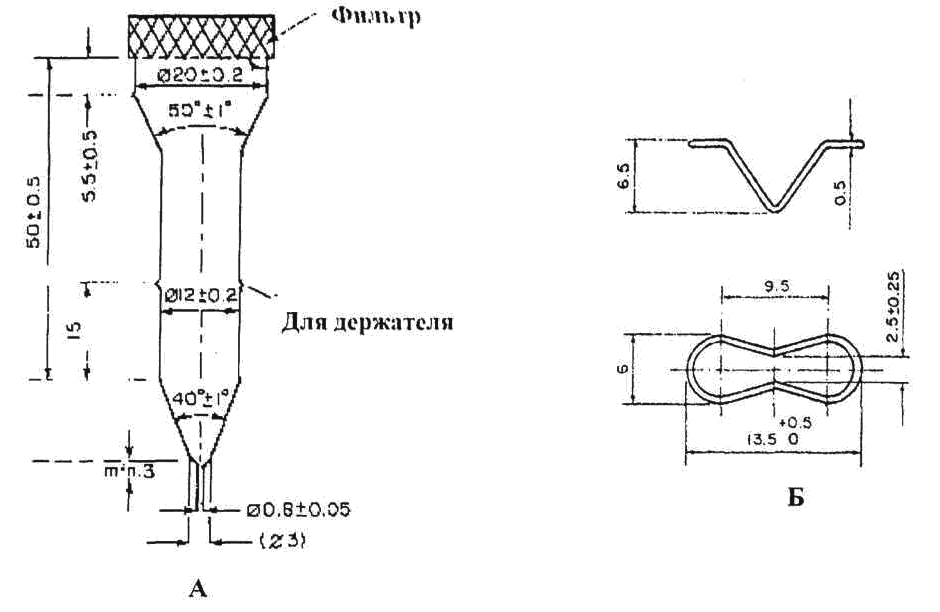 Фильтр
Ø20±0.2
50°±1°
5.5±0.5
50±0.5
Ø12±0.2
Для держателя
15
40°±1°
min.3
Ø0.8±0.05
(Ø3)
А
6.5
0.5
9.5
2.5±0.25
6
+0.5
13.5 0
Б